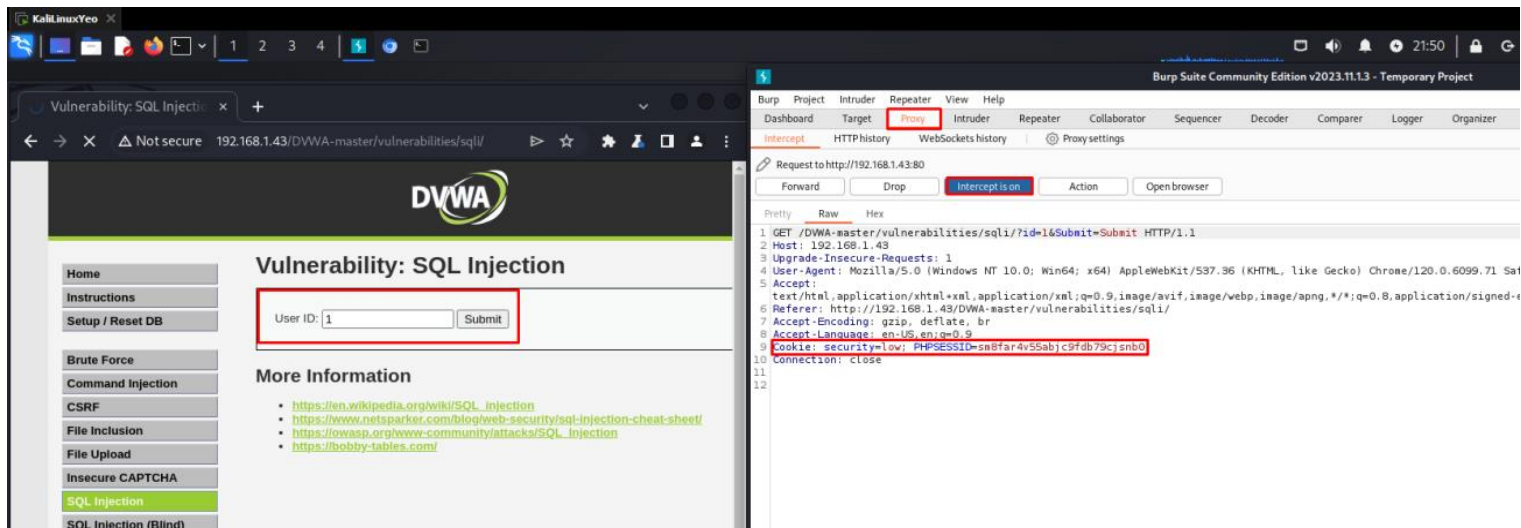 KaliLinuxYeo
1 2 3 4
21:50
Burp Suite Community Edition v2023.11.1.3 - Temporary Project
Vulnerability: SQL Injectic
Not secure 192.168.1.43/DVWA-master/vulnerabilities/sqli/
DVWA
Home
Instructions
Setup / Reset DB
Brute Force
Command Injection
CSRF
File Inclusion
File Upload
Insecure CAPTCHA
SQL Injection
SQL Injection (Blind)
Vulnerability: SQL Injection
User ID: 1 Submit
More Information
https://en.wikipedia.org/wiki/SQL_injection
https://www.netsparker.com/blog/web-security/sql-injection-cheat-sheet/
https://owasp.org/www-community/attacks/SQL_Injection
https://bobby-tables.com/
Burp Project Intruder Repeater View Help
Dashboard Target Proxy Intruder Repeater Collaborator Sequencer Decoder Comparer Logger Organizer
Intercept HTTP history WebSockets history Proxy settings
Request to http://192.168.1.43:80
Forward Drop Intercept is on Action Open browser
Pretty Raw Hex
1 GET /DVWA-master/vulnerabilities/sqli/?id=1&Submit=Submit HTTP/1.1
2 Host: 192.168.1.43
3 Upgrade-Insecure-Requests: 1
4 User-Agent: Mozilla/5.0 (Windows NT 10.0; Win64; x64) AppleWebKit/537.36 (KHTML, like Gecko) Chrome/120.0.6099.71 Saf
5 Accept:
text/html,application/xhtml+xml,application/xml;q=0.9,image/avif,image/webp,image/apng,*/*;q=0.8,application/signed-e
6 Referer: http://192.168.1.43/DVWA-master/vulnerabilities/sqli/
7 Accept-Encoding: gzip, deflate, br
8 Accept-Language: en-US,en;q=0.9
9 Cookie: security=low; PHPSESSID=sm8far4v55abjc9fdb79cjsnb0
10 Connection: close
11
12